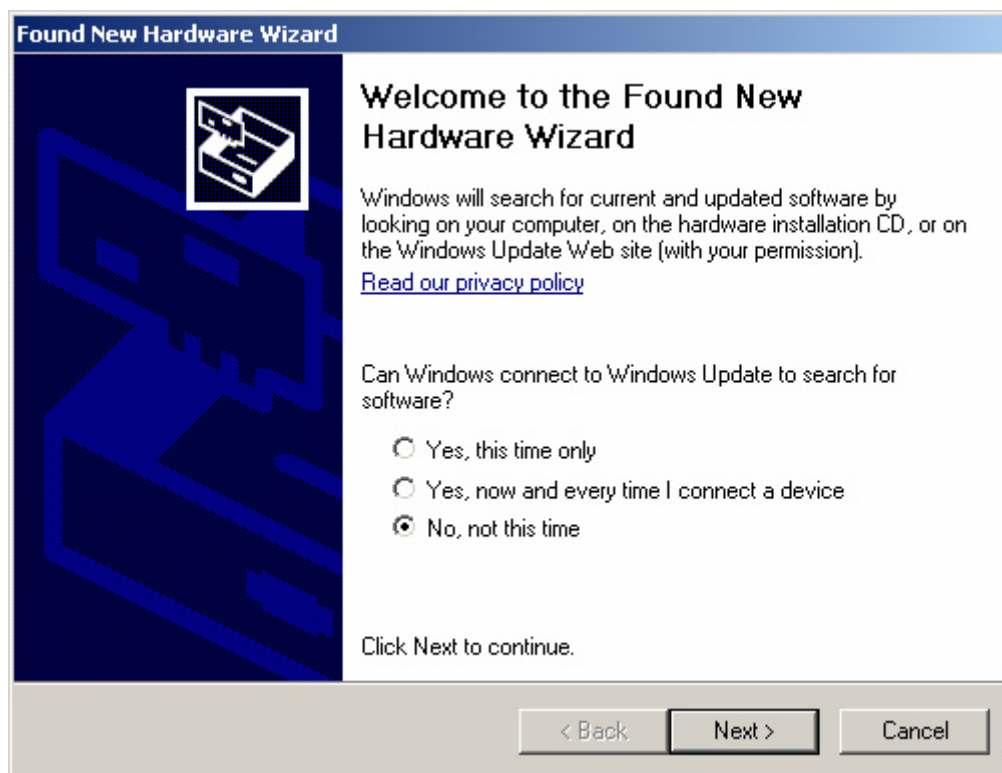 Found New Hardware Wizard
Welcome to the Found New
Hardware Wizard
Windows will search for current and updated software by
looking on your computer, on the hardware installation CD, or on
the Windows Update Web site (with your permission).
Read our privacy policy
Can Windows connect to Windows Update to search for
software?
Yes, this time only
Yes, now and every time I connect a device
No, not this time
Click Next to continue.
< Back Next > Cancel